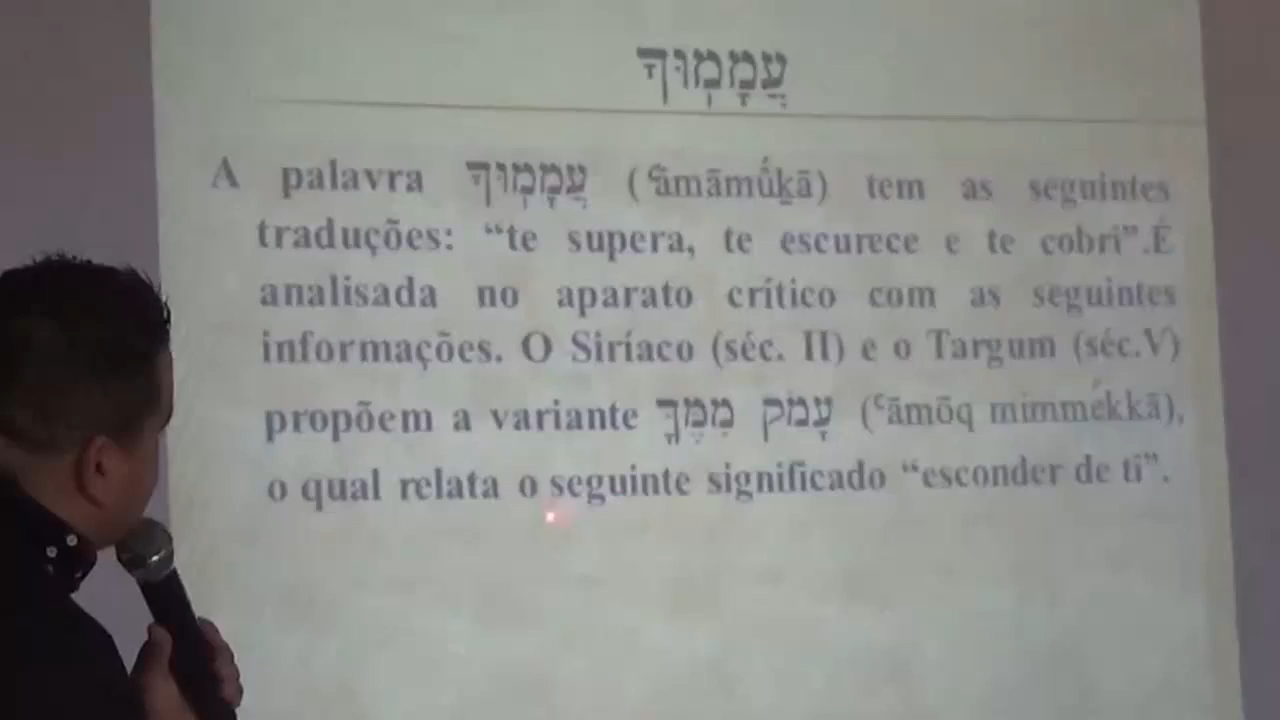 עֲמָמֽוּךָ
A palavra עֲמָמֽוּךָ (ʿămāmûḵā) tem as seguintes
traduções: “te supera, te escurece e te cobri”.É
analisada no aparato crítico com as seguintes
informações. O Siríaco (séc. II) e o Targum (séc.V)
propõem a variante עָמֹק מִמֶּךָּ (ʿāmōq mimmékkā),
o qual relata o seguinte significado “esconder de ti”.